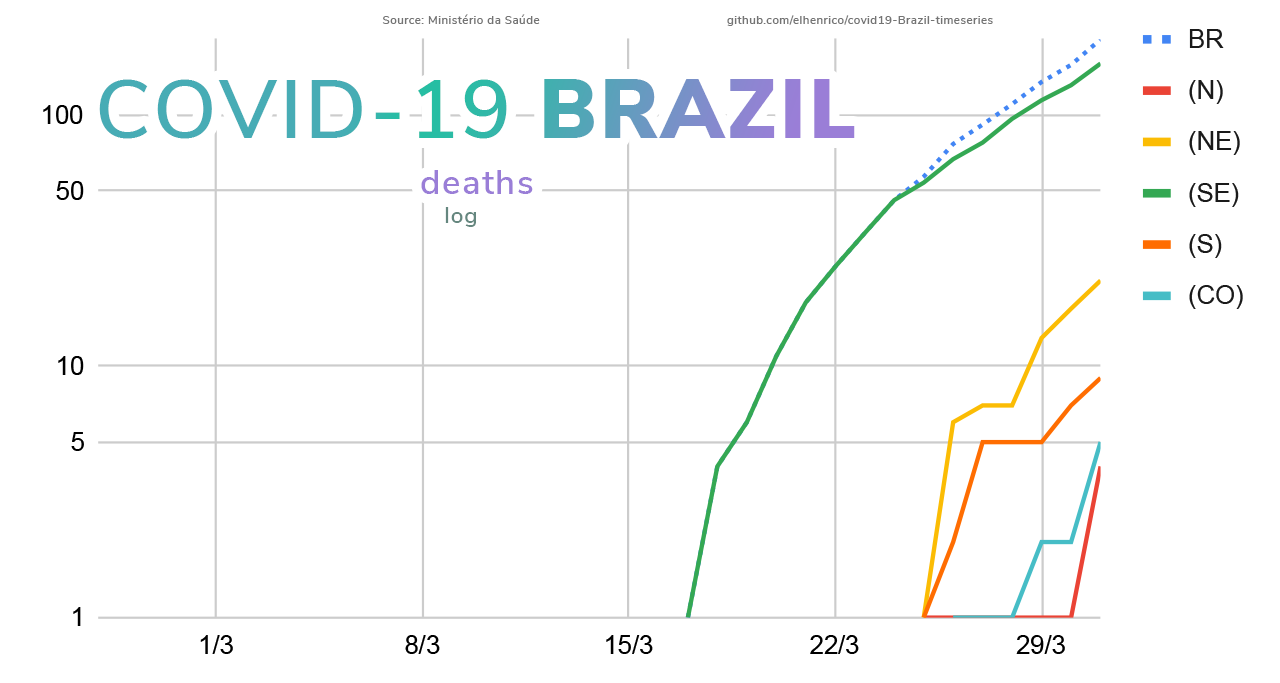 Source: Ministério da Saúde
github.com/elhenrico/covid19-Brazil-timeseries
COVID-19 BRAZIL
deaths
log
100
50
10
5
1
1/3
8/3
15/3
22/3
29/3
BR
(N)
(NE)
(SE)
(S)
(CO)